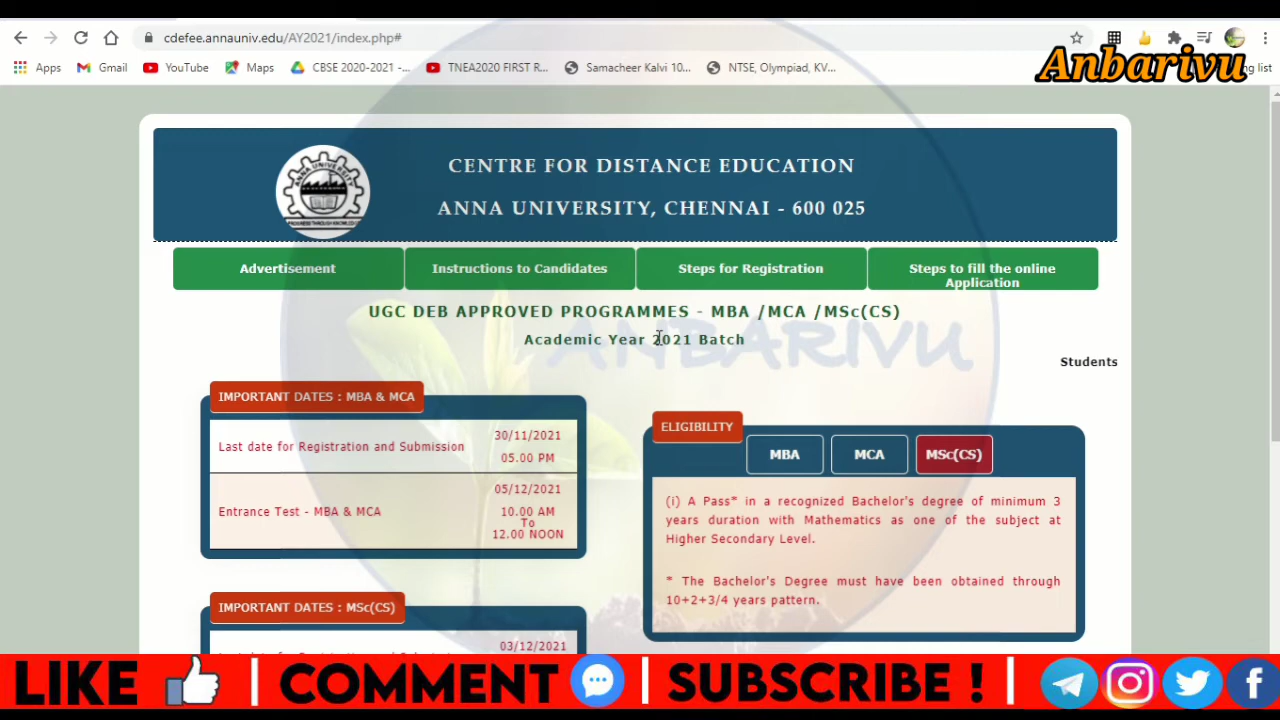 cdefee.annauniv.edu/AY2021/index.php#
Apps Gmail YouTube Maps CBSE 2020-2021 -... TNEA2020 FIRST R... Samacheer Kalvi 10... NTSE, Olympiad, KV...
Anbarivu
CENTRE FOR DISTANCE EDUCATION
ANNA UNIVERSITY, CHENNAI - 600 025
Advertisement
Instructions to Candidates
Steps for Registration
Steps to fill the online
Application
UGC DEB APPROVED PROGRAMMES - MBA /MCA /MSc(CS)
Academic Year 2021 Batch
ANBARIVU
Students
IMPORTANT DATES : MBA & MCA
Last date for Registration and Submission
30/11/2021
05.00 PM
Entrance Test - MBA & MCA
05/12/2021
10.00 AM
To
12.00 NOON
IMPORTANT DATES : MSc(CS)
03/12/2021
ELIGIBILITY
MBA MCA MSc(CS)
(i) A Pass* in a recognized Bachelor's degree of minimum 3
years duration with Mathematics as one of the subject at
Higher Secondary Level.
* The Bachelor's Degree must have been obtained through
10+2+3/4 years pattern.
LIKE | COMMENT | SUBSCRIBE ! |